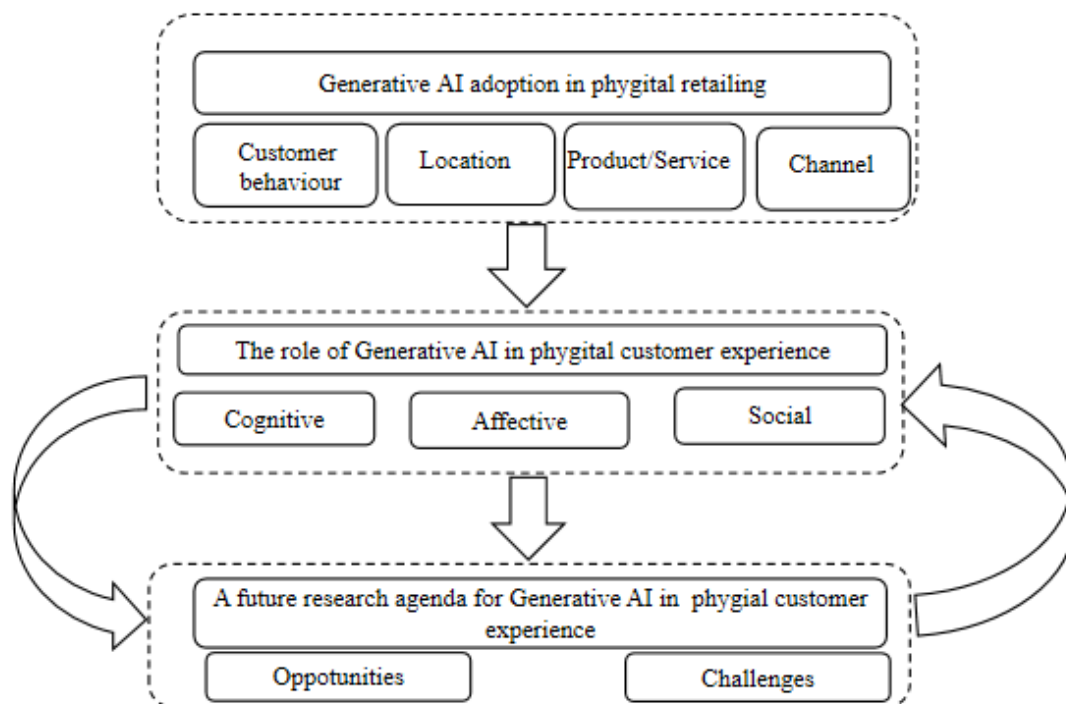 Generative AI adoption in phygital retailing
Customer
behaviour
Location
Product/Service
Channel
The role of Generative AI in phygital customer experience
Cognitive
Affective
Social
A future research agenda for Generative AI in phygial customer
experience
Oppotunities
Challenges